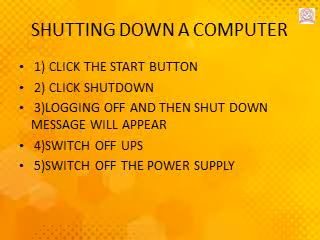 SHUTTING DOWN A COMPUTER
• 1) CLICK THE START BUTTON
• 2) CLICK SHUTDOWN
• 3)LOGGING OFF AND THEN SHUT DOWN
MESSAGE WILL APPEAR
• 4)SWITCH OFF UPS
• 5)SWITCH OFF THE POWER SUPPLY